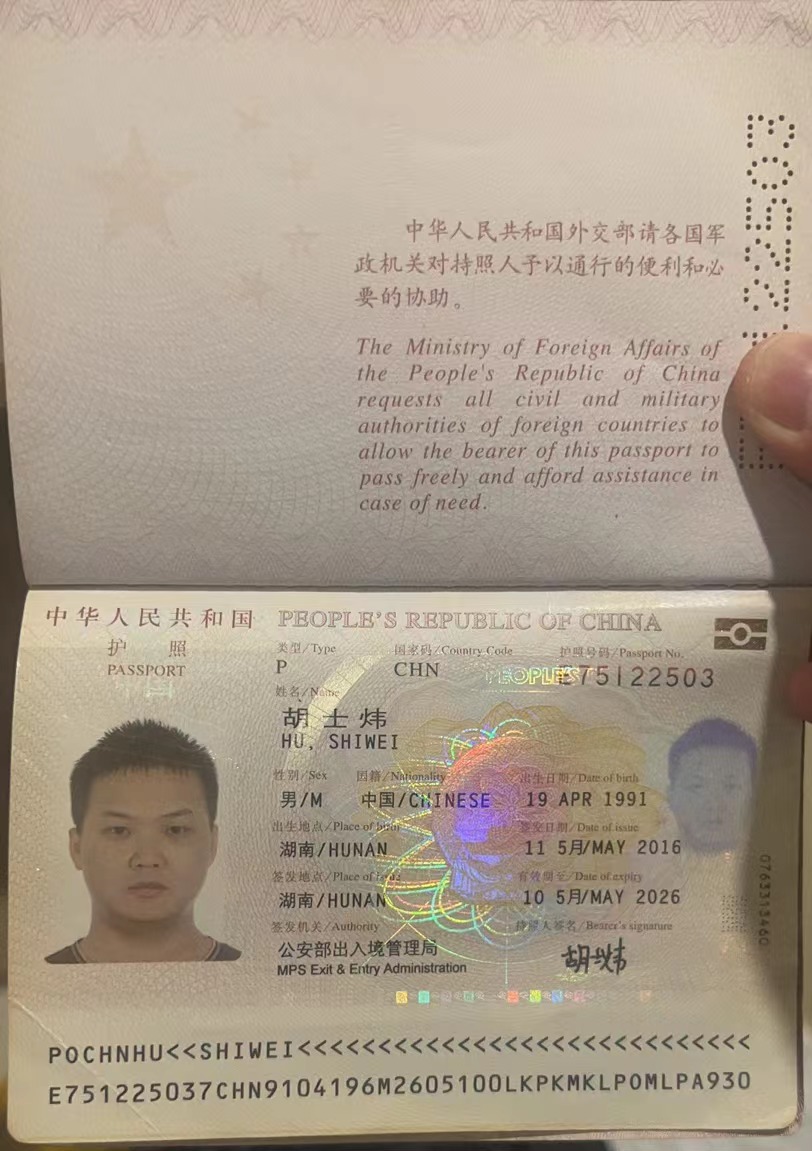 中华人民共和国外交部请各国军
政机关对持照人予以通行的便利和必
要的协助。
The Ministry of Foreign Affairs of
the People's Republic of China
requests all civil and military
authorities of foreign countries to
allow the bearer of this passport to
pass freely and afford assistance in
case of need.
中华人民共和国 PEOPLE'S REPUBLIC OF CHINA
护 照
PASSPORT
类型/Type 国家码/Country Code 护照号码/Passport No.
P CHN E75122503
姓名/Name
胡士炜
HU, SHIWEI
性别/Sex 国籍/Nationality 出生日期/Date of birth
男/M 中国/CHINESE 19 APR 1991
出生地点/Place of birth 签发日期/Date of issue
湖南/HUNAN 11 5月/MAY 2016
签发地点/Place of 有效期至/Date of expiry
湖南/HUNAN 10 5月/MAY 2026
签发机关/Authority 持照人签名/Bearer's signature
公安部出入境管理局 胡士炜
MPS Exit & Entry Administration
0763313460
POCHNHU<<SHIWEI<<<<<<<<<<<<<<<<<<<<<<<<<<<<<
E751225037CHN9104196M2605100LKPKMKLPOMLPA930